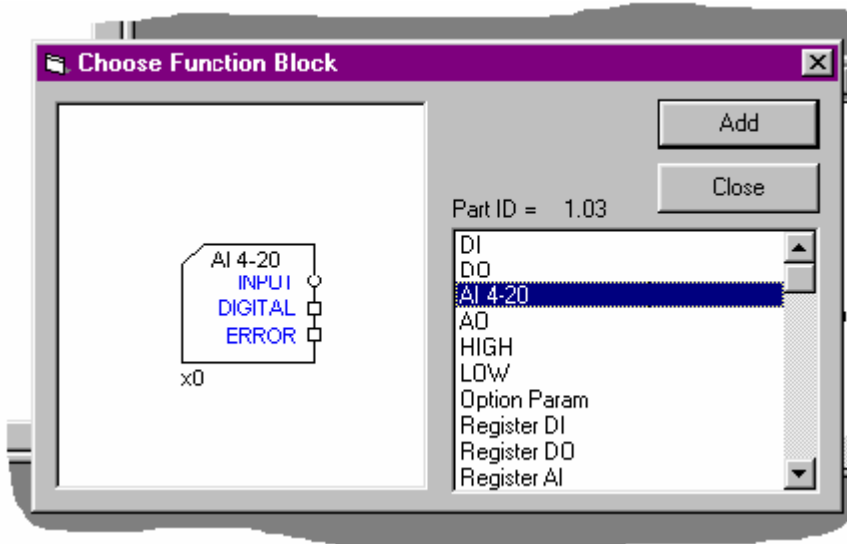 Choose Function Block
Add
Close
Part ID = 1.03
AI 4-20
INPUT
DIGITAL
ERROR
x0
DI
DO
AI 4-20
AO
HIGH
LOW
Option Param
Register DI
Register DO
Register AI